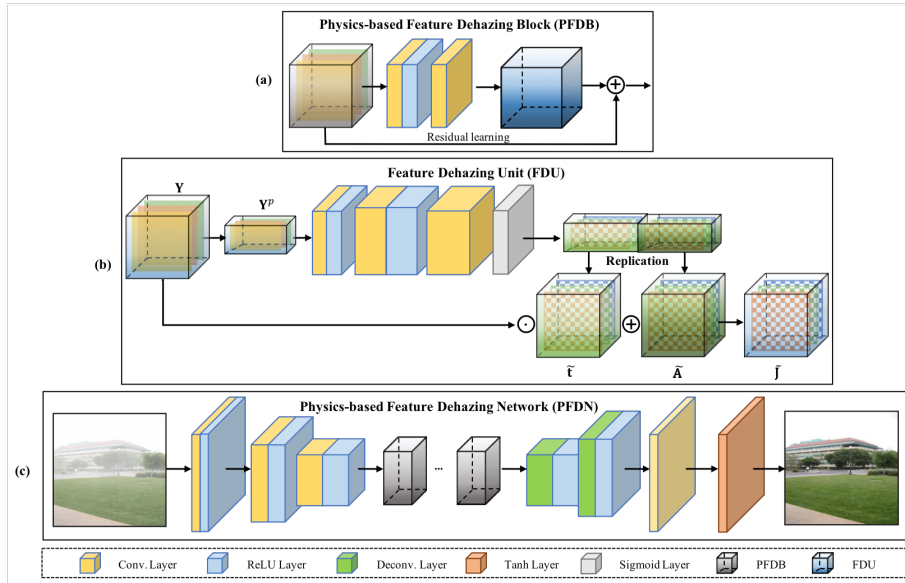 Physics-based Feature Dehazing Block (PFDB)
(a)
Residual learning
Feature Dehazing Unit (FDU)
Y
Yᵖ
(b)
Replication
t̃
Ã
J̃
Physics-based Feature Dehazing Network (PFDN)
(c)
...
Conv. Layer ReLU Layer Deconv. Layer Tanh Layer Sigmoid Layer PFDB FDU